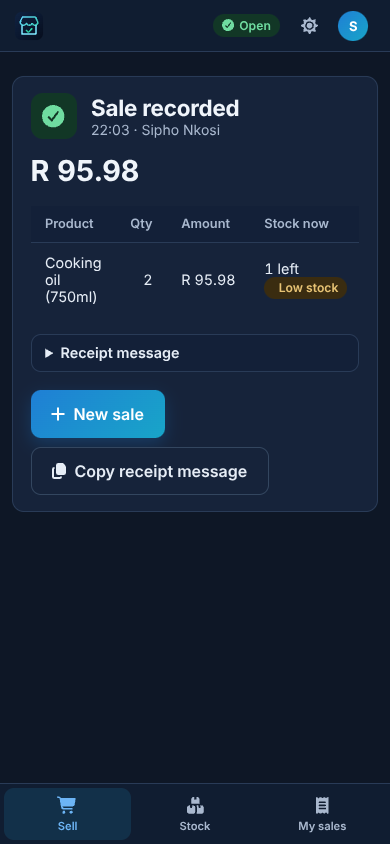 Open
S
Sale recorded
22:03 · Sipho Nkosi
R 95.98
Product Qty Amount Stock now
Cooking oil (750ml) 2 R 95.98 1 left
Low stock
Receipt message
New sale
Copy receipt message
Sell Stock My sales